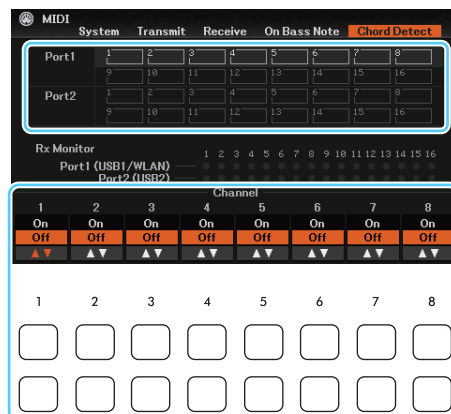 MIDI
System Transmit Receive On Bass Note Chord Detect
Port1 1 2 3 4 5 6 7 8
9 10 11 12 13 14 15 16
Port2 1 2 3 4 5 6 7 8
9 10 11 12 13 14 15 16
Rx Monitor 1 2 3 4 5 6 7 8 9 10 11 12 13 14 15 16
Port1 (USB1/WLAN)
Port2 (USB2)
Channel
1 2 3 4 5 6 7 8
On On On On On On On On
Off Off Off Off Off Off Off Off
▲▼ ▲▼ ▲▼ ▲▼ ▲▼ ▲▼ ▲▼ ▲▼
1 2 3 4 5 6 7 8